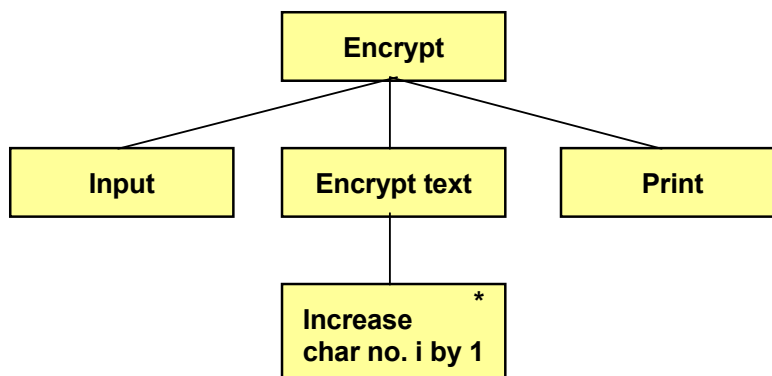 Encrypt
Input
Encrypt text
Print
*
Increase
char no. i by 1